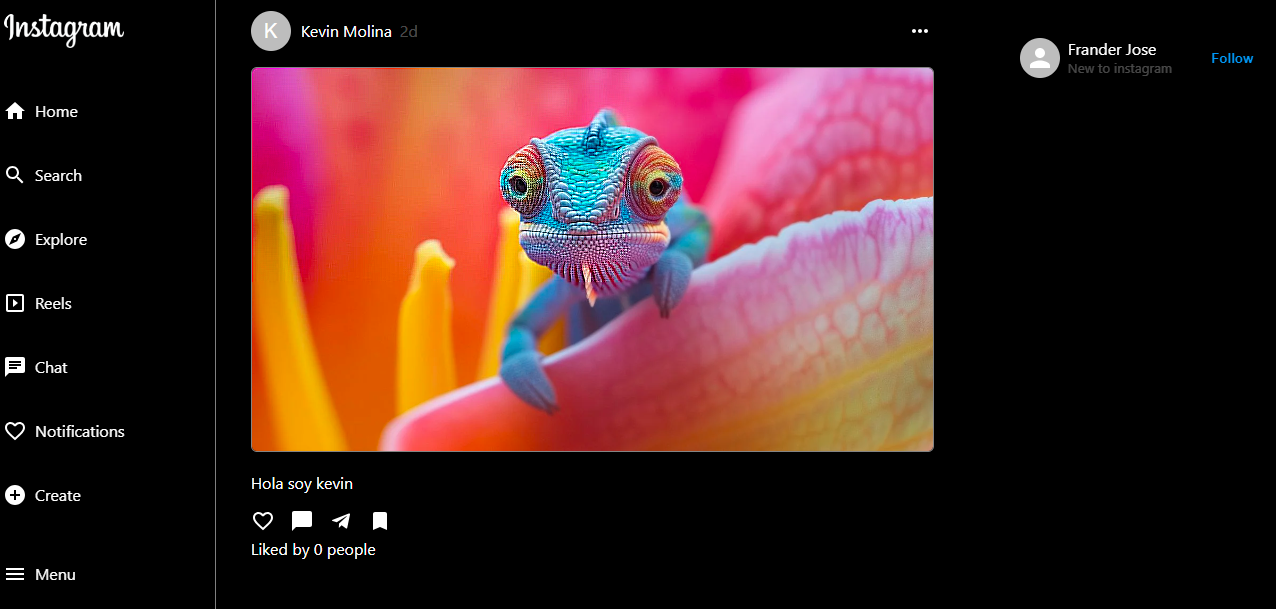 Instagram
Home
Search
Explore
Reels
Chat
Notifications
Create
Menu
K
Kevin Molina 2d
Hola soy kevin
Liked by 0 people
Frander Jose
New to instagram
Follow